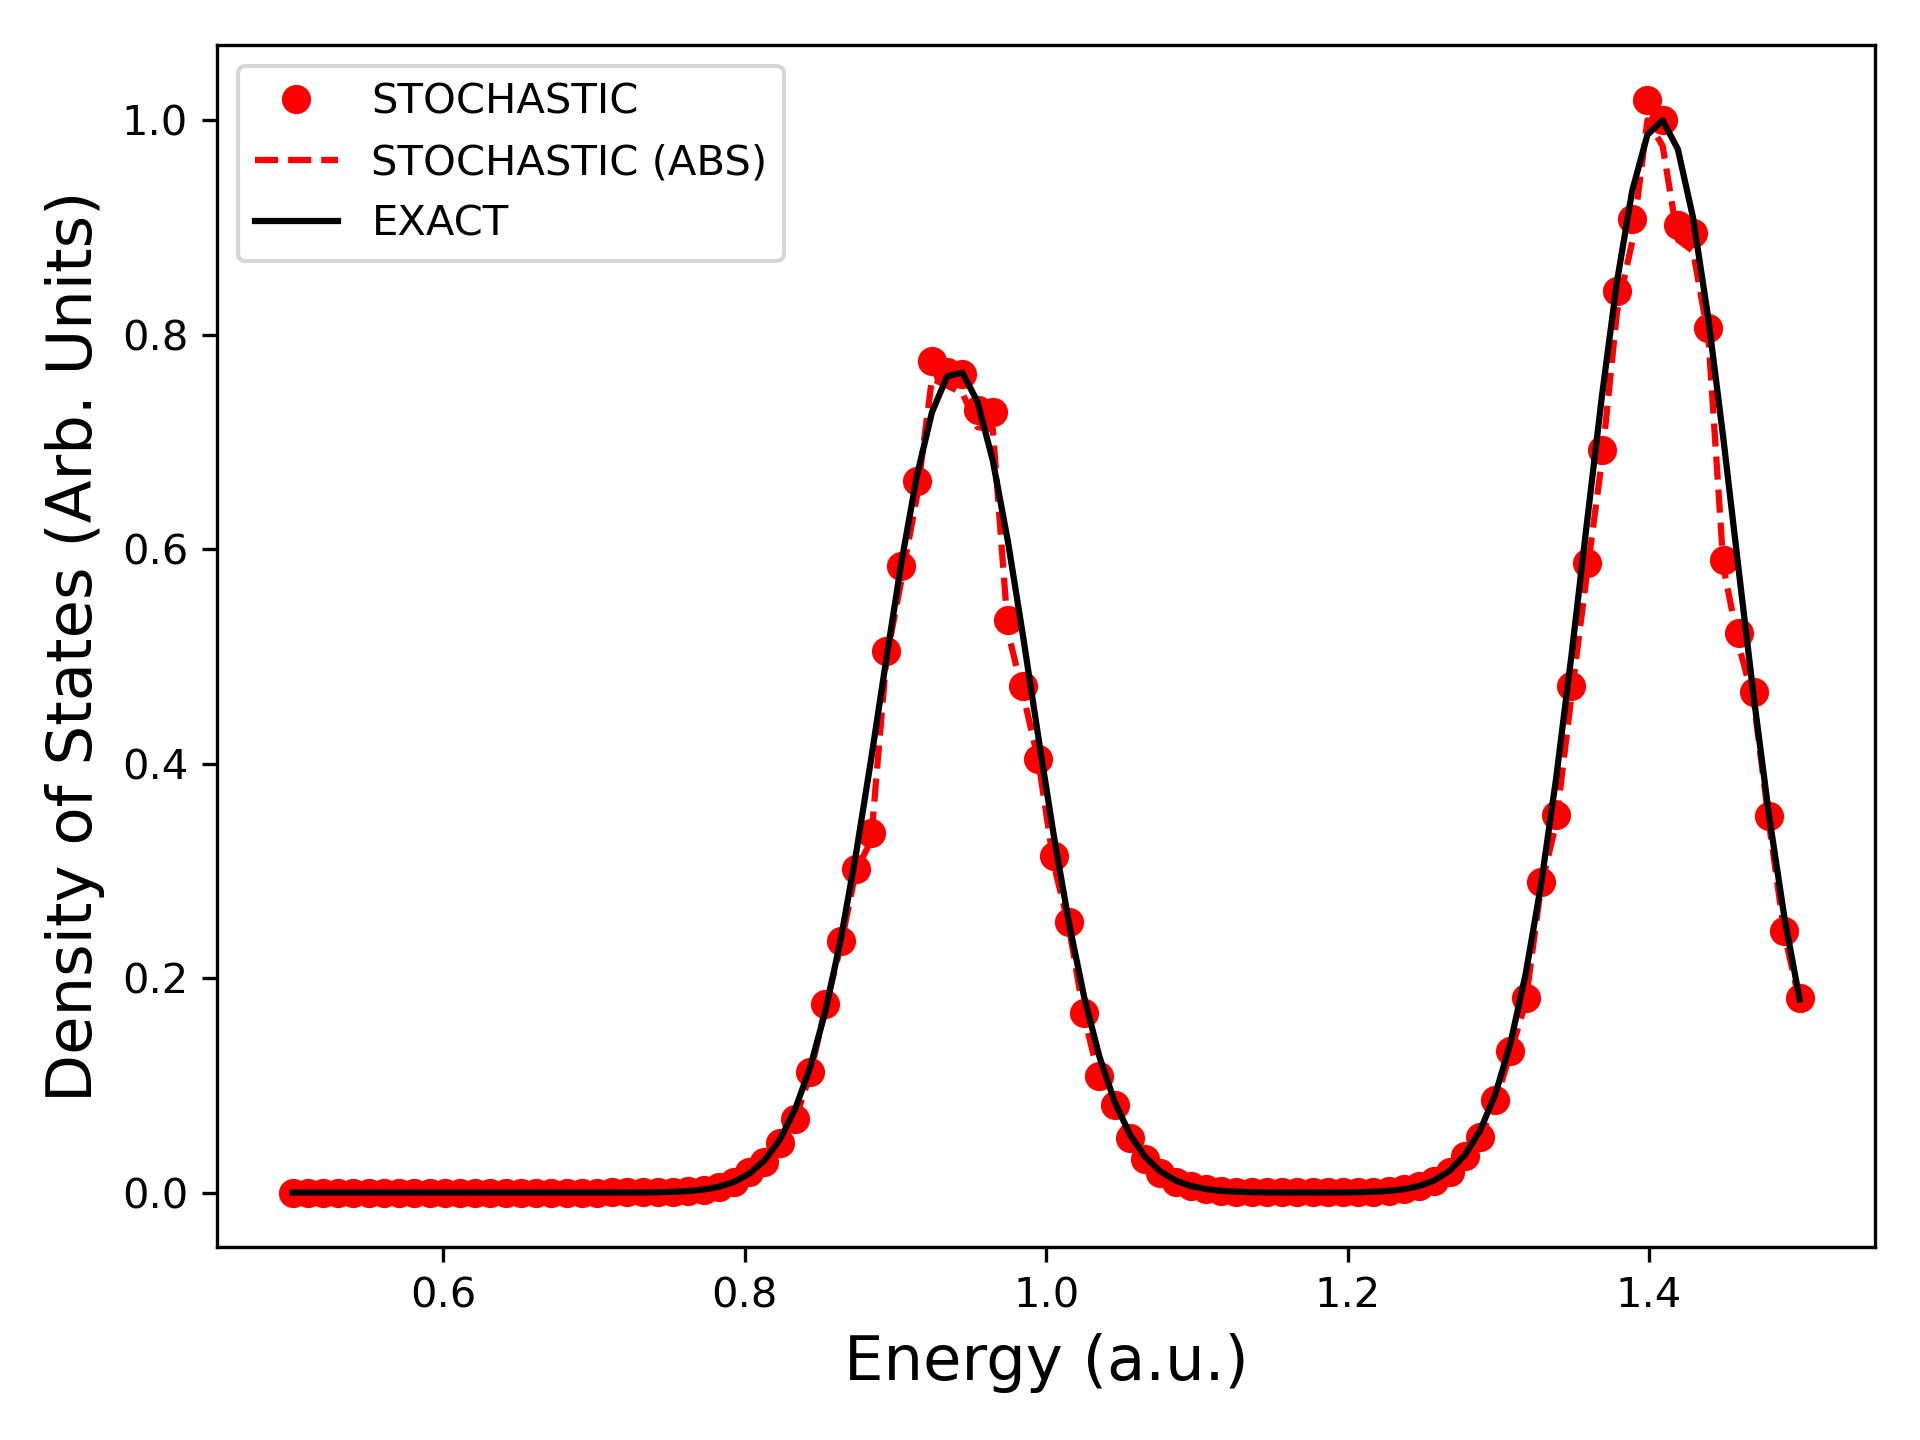 STOCHASTIC
STOCHASTIC (ABS)
EXACT
Density of States (Arb. Units)
1.0
0.8
0.6
0.4
0.2
0.0
0.6 0.8 1.0 1.2 1.4
Energy (a.u.)